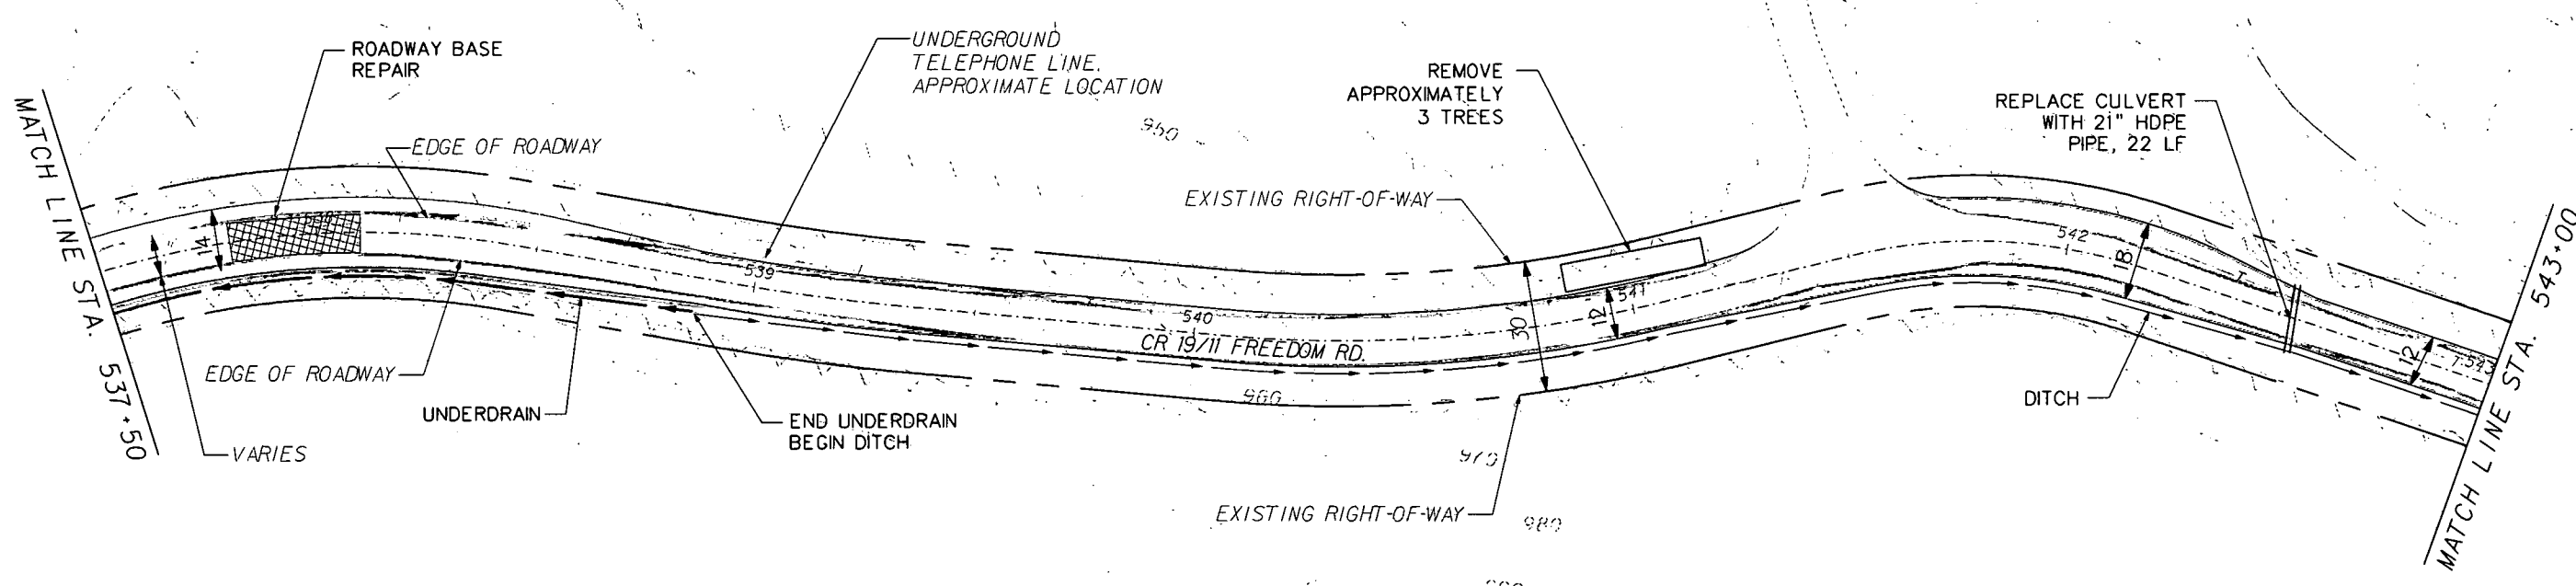 ROADWAY BASE
REPAIR
UNDERGROUND
TELEPHONE LINE.
APPROXIMATE LOCATION
REMOVE
APPROXIMATELY
3 TREES
REPLACE CULVERT
WITH 21" HDPE
PIPE, 22 LF
MATCH LINE STA. 537+50
EDGE OF ROADWAY
950
EXISTING RIGHT-OF-WAY
14
538
539
540
541
542
543
CR 19/11 FREEDOM RD.
30
12
18
12
MATCH LINE STA. 543+00
EDGE OF ROADWAY
UNDERDRAIN
END UNDERDRAIN
BEGIN DITCH
VARIES
960
970
DITCH
EXISTING RIGHT-OF-WAY
980